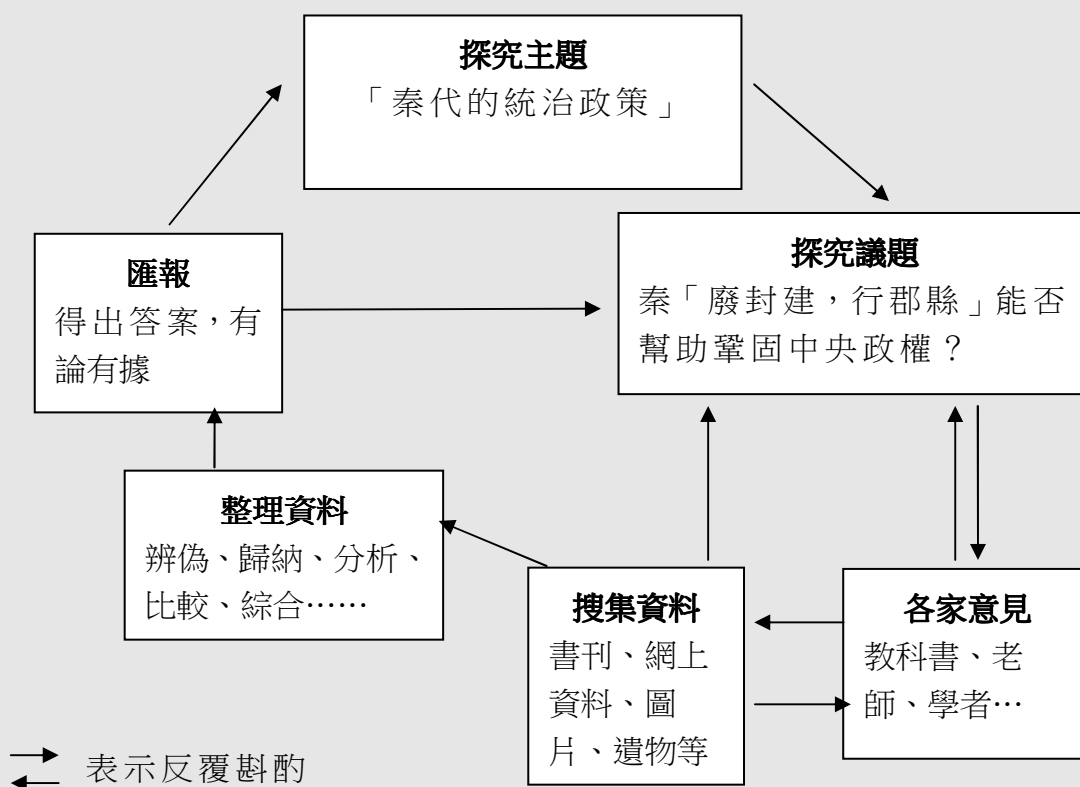 探究主題
「秦代的統治政策」
探究議題
秦「廢封建，行郡縣」能否
幫助鞏固中央政權？
匯報
得出答案，有
論有據
整理資料
辨偽、歸納、分析、
比較、綜合……
搜集資料
書刊、網上
資料、圖
片、遺物等
各家意見
教科書、老
師、學者…
表示反覆斟酌